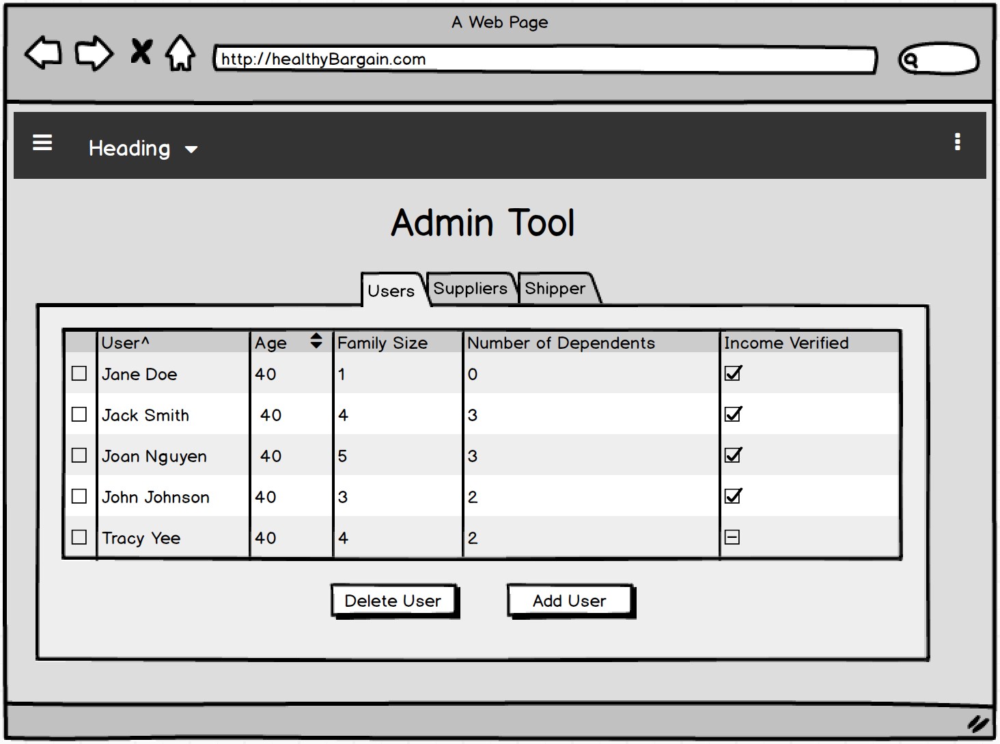 A Web Page
http://healthyBargain.com
Heading
Admin Tool
Users Suppliers Shipper
User^ Age Family Size Number of Dependents Income Verified
Jane Doe 40 1 0
Jack Smith 40 4 3
Joan Nguyen 40 5 3
John Johnson 40 3 2
Tracy Yee 40 4 2
Delete User Add User